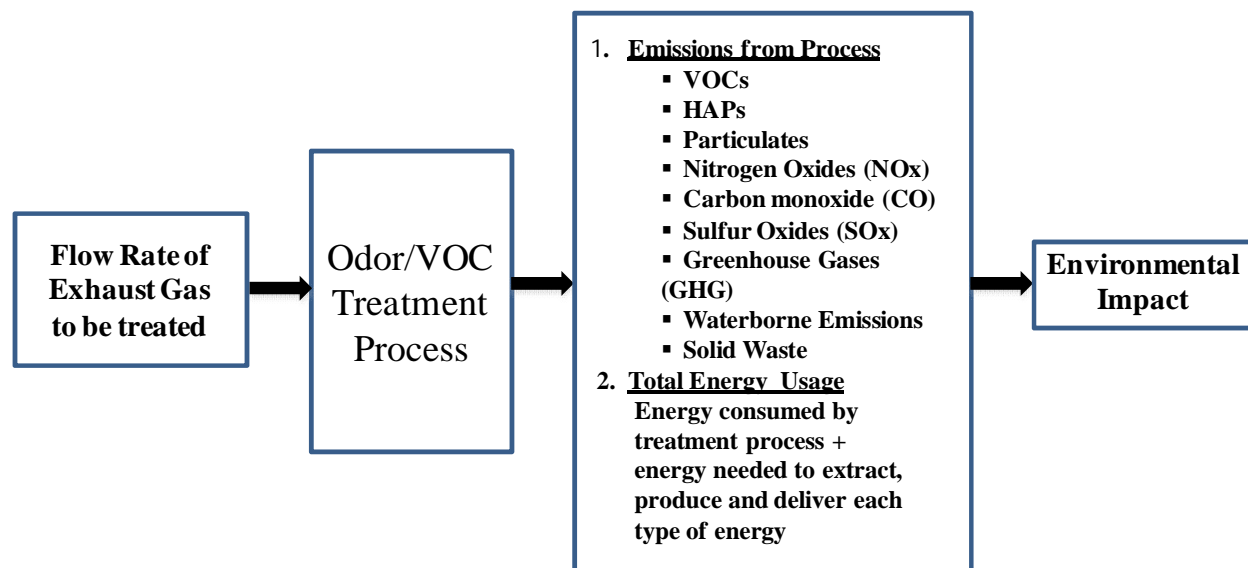 Flow Rate of
Exhaust Gas
to be treated
Odor/VOC
Treatment
Process
1. Emissions from Process
▪ VOCs
▪ HAPs
▪ Particulates
▪ Nitrogen Oxides (NOx)
▪ Carbon monoxide (CO)
▪ Sulfur Oxides (SOx)
▪ Greenhouse Gases
(GHG)
▪ Waterborne Emissions
▪ Solid Waste
2. Total Energy Usage
Energy consumed by
treatment process +
energy needed to extract,
produce and deliver each
type of energy
Environmental
Impact